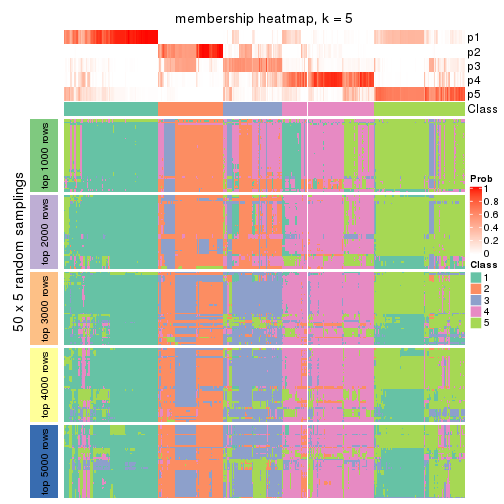 membership heatmap, k = 5
p1
p2
p3
p4
p5
Class
50 x 5 random samplings
top 1000 rows
top 2000 rows
top 3000 rows
top 4000 rows
top 5000 rows
Prob
1
0.8
0.6
0.4
0.2
0
Class
1
2
3
4
5